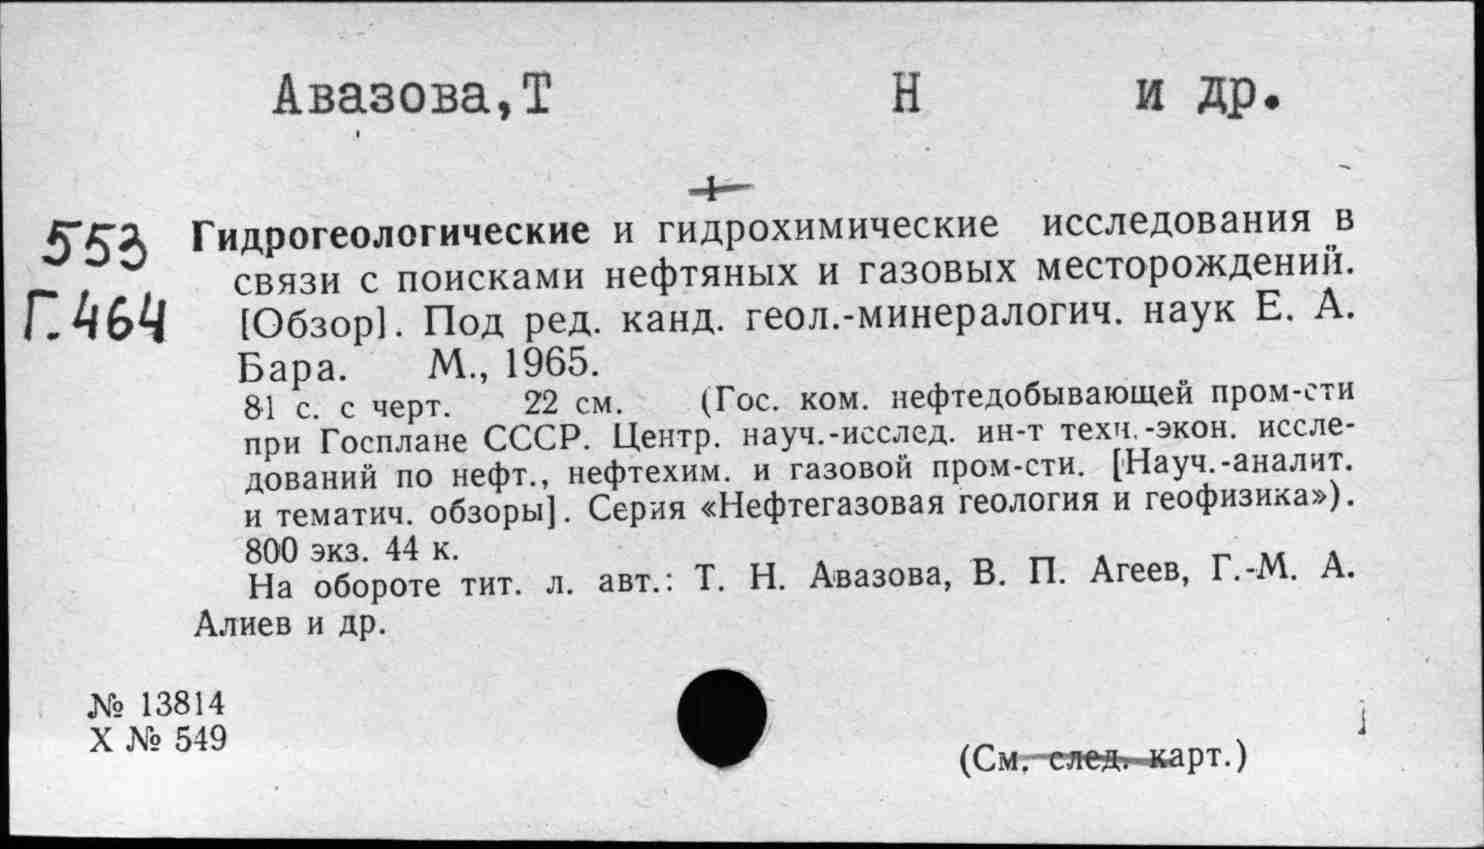 Авазова,Т Н и др.
553 Гидрогеологические и гидрохимические исследования в
связи с поисками нефтяных и газовых месторождений.
Г.464 [Обзор]. Под ред. канд. геол.-минералогич. наук Е. А.
Бара. М., 1965.
81 с. с черт. 22 см. (Гос. ком. нефтедобывающей пром-сти
при Госплане СССР. Центр. науч.-исслед. ин-т техн.-экон. иссле-
дований по нефт., нефтехим. и газовой пром-сти. [Науч.-аналит.
и тематич. обзоры]. Серия «Нефтегазовая геология и геофизика»).
800 экз. 44 к.
На обороте тит. л. авт.: Т. Н. Авазова, В. П. Агеев, Г.-М. А.
Алиев и др.
№ 13814
X № 549
(См. след. карт.)